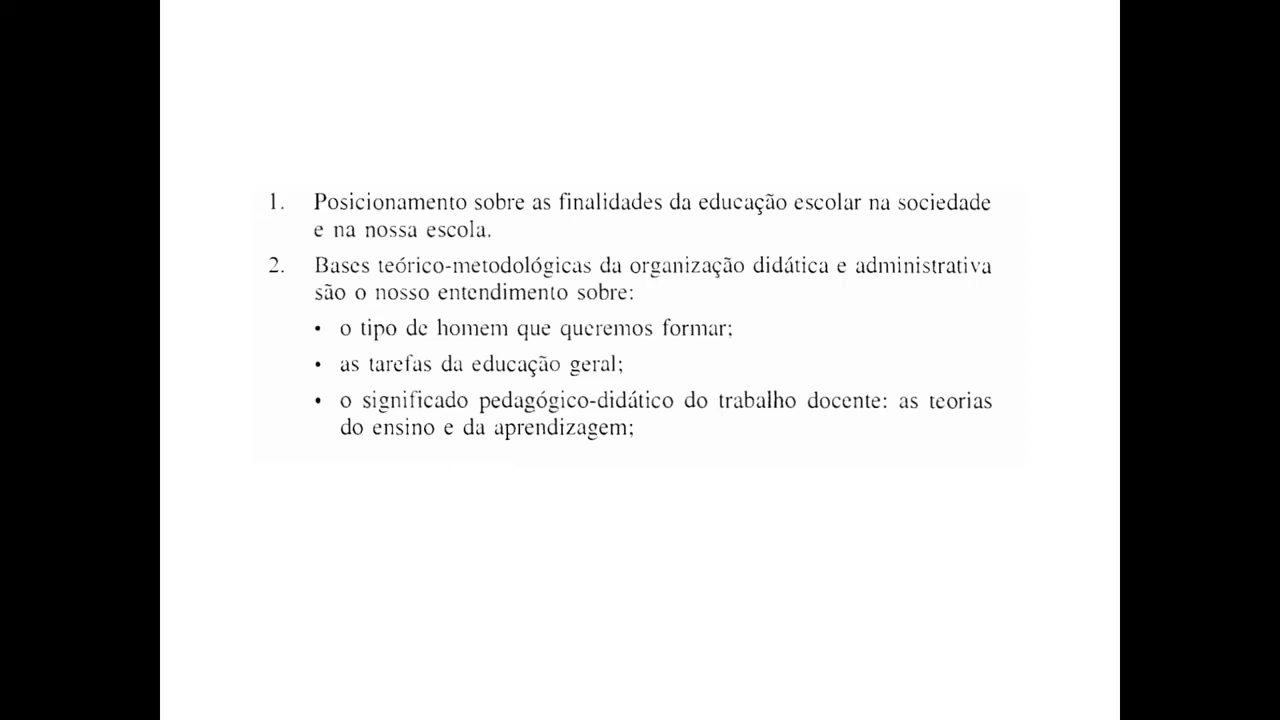 1. Posicionamento sobre as finalidades da educação escolar na sociedade
e na nossa escola.
2. Bases teórico-metodológicas da organização didática e administrativa
são o nosso entendimento sobre:
• o tipo de homem que queremos formar;
• as tarefas da educação geral;
• o significado pedagógico-didático do trabalho docente: as teorias
do ensino e da aprendizagem;